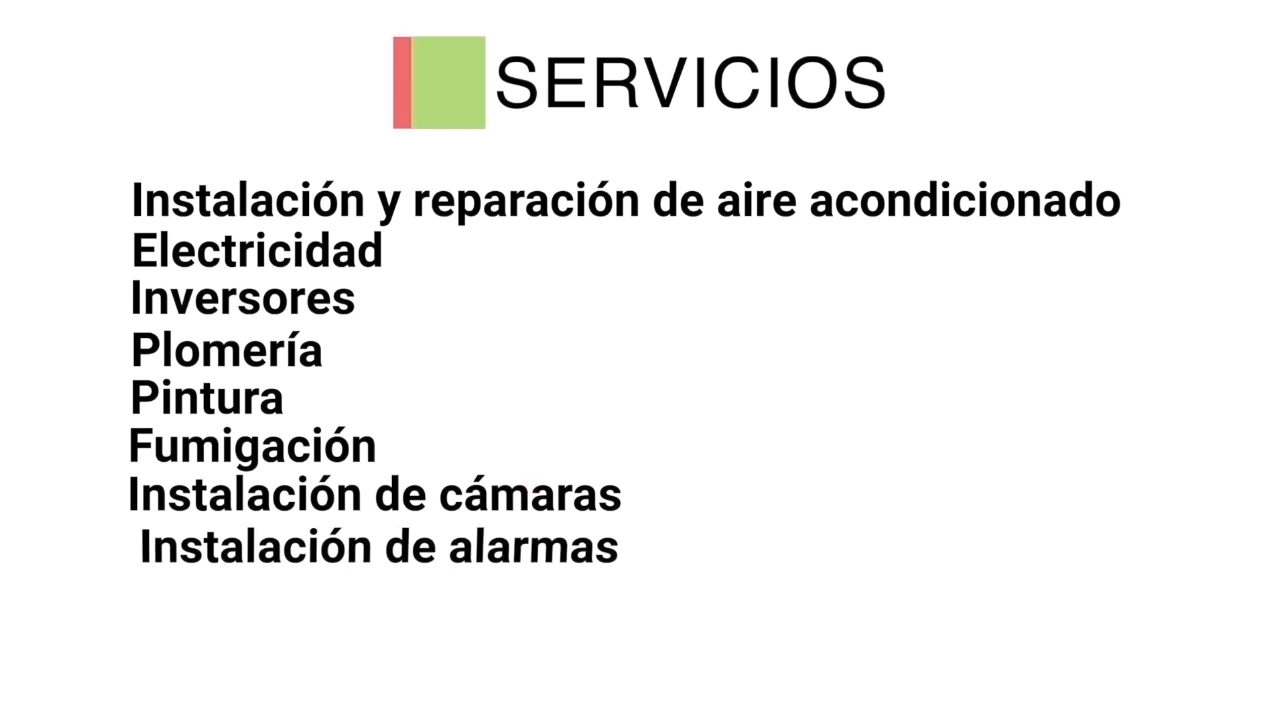 SERVICIOS
Instalación y reparación de aire acondicionado
Electricidad
Inversores
Plomería
Pintura
Fumigación
Instalación de cámaras
Instalación de alarmas